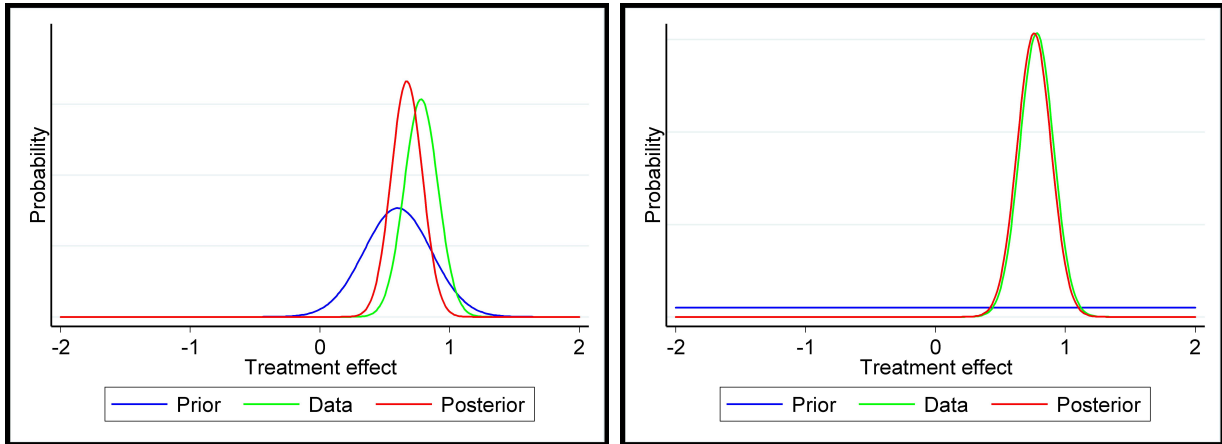 Probability
-2 -1 0 1 2
Treatment effect
Prior Data Posterior
Probability
-2 -1 0 1 2
Treatment effect
Prior Data Posterior